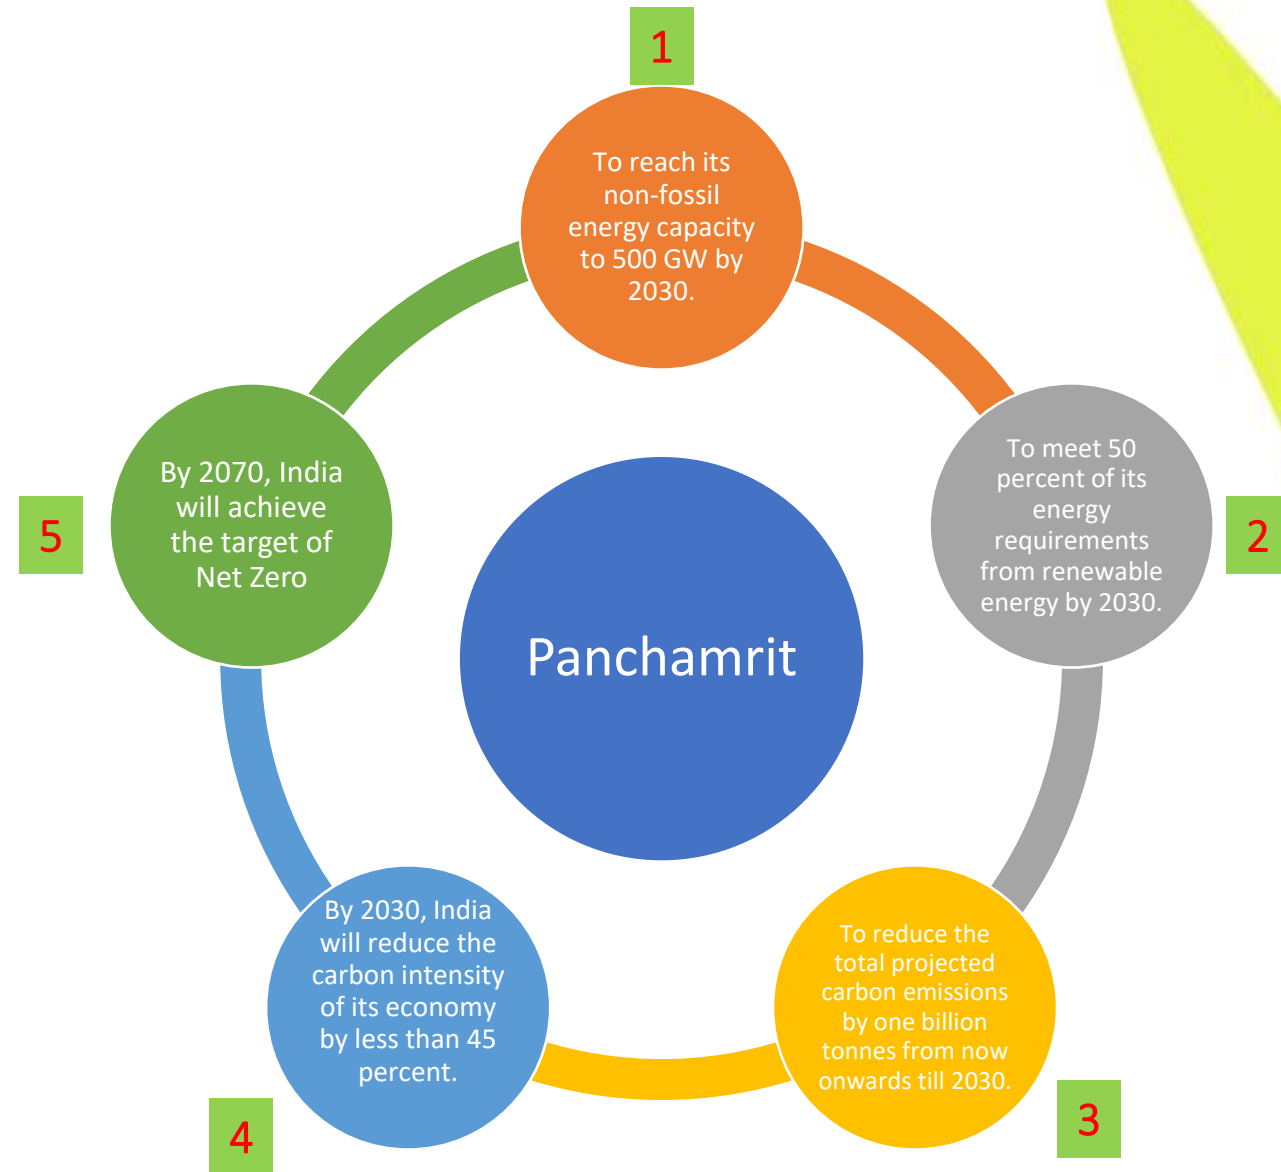 1
To reach its
non-fossil
energy capacity
to 500 GW by
2030.
To meet 50
percent of its
energy
requirements
from renewable
energy by 2030.
2
To reduce the
total projected
carbon emissions
by one billion
tonnes from now
onwards till 2030.
3
By 2030, India
will reduce the
carbon intensity
of its economy
by less than 45
percent.
4
By 2070, India
will achieve
the target of
Net Zero
5
Panchamrit